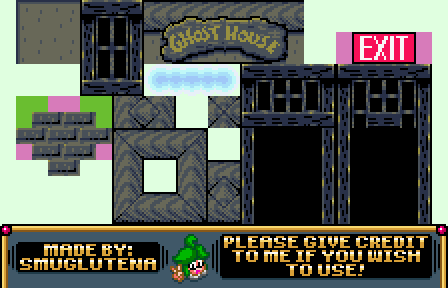 GHOST HOUSE
EXIT
MADE BY:
SMUGLUTENA
PLEASE GIVE CREDIT
TO ME IF YOU WISH
TO USE!